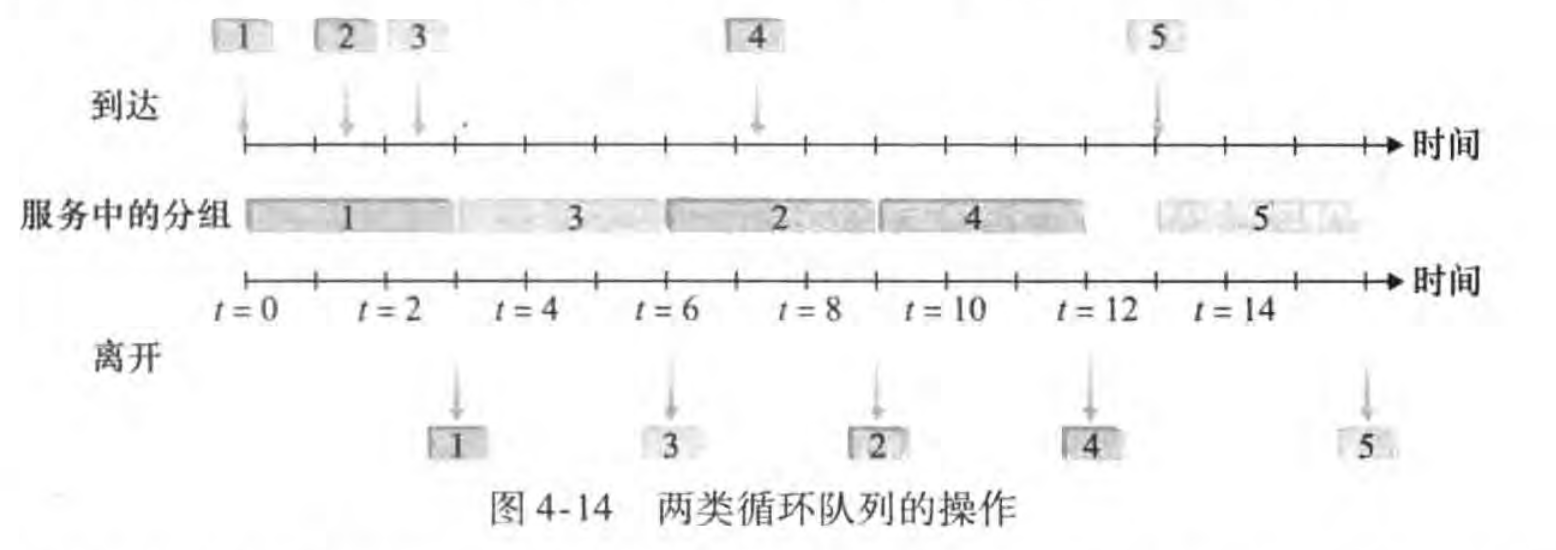 1 2 3 4 5
到达
时间
服务中的分组 1 3 2 4 5
时间
t = 0 t = 2 t = 4 t = 6 t = 8 t = 10 t = 12 t = 14
离开
1 3 2 4 5
图 4-14 两类循环队列的操作